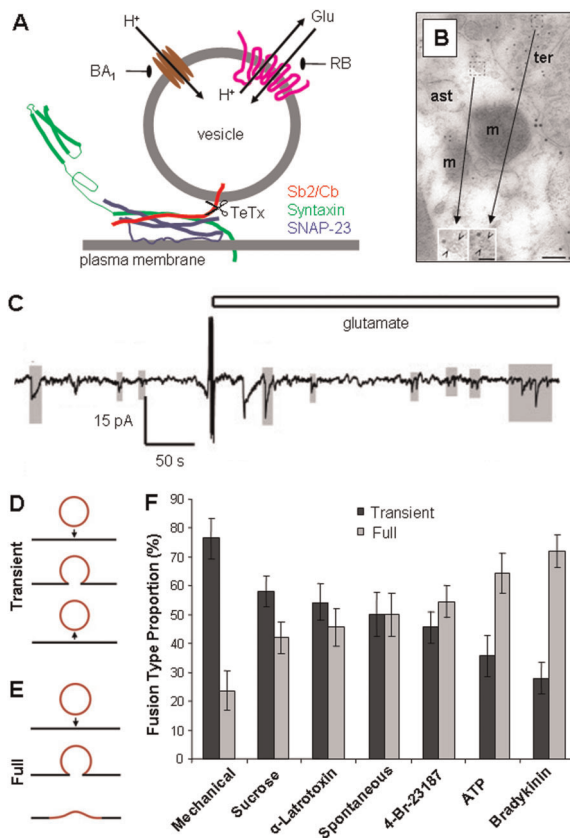 A
H+
Glu
BA1
RB
H+
vesicle
Sb2/Cb
TeTx
Syntaxin
SNAP-23
plasma membrane
B
ter
ast
m
m
C
glutamate
15 pA
50 s
D
Transient
E
Full
F
Fusion Type Proportion (%)
90
80
70
60
50
40
30
20
10
0
Transient
Full
Mechanical
Sucrose
α-Latrotoxin
Spontaneous
4-Br-23187
ATP
Bradykinin